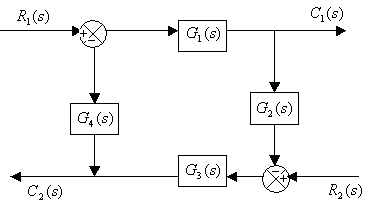 R₁(s)
C₁(s)
+
−
G₁(s)
G₄(s)
G₂(s)
G₃(s)
−
+
C₂(s)
R₂(s)